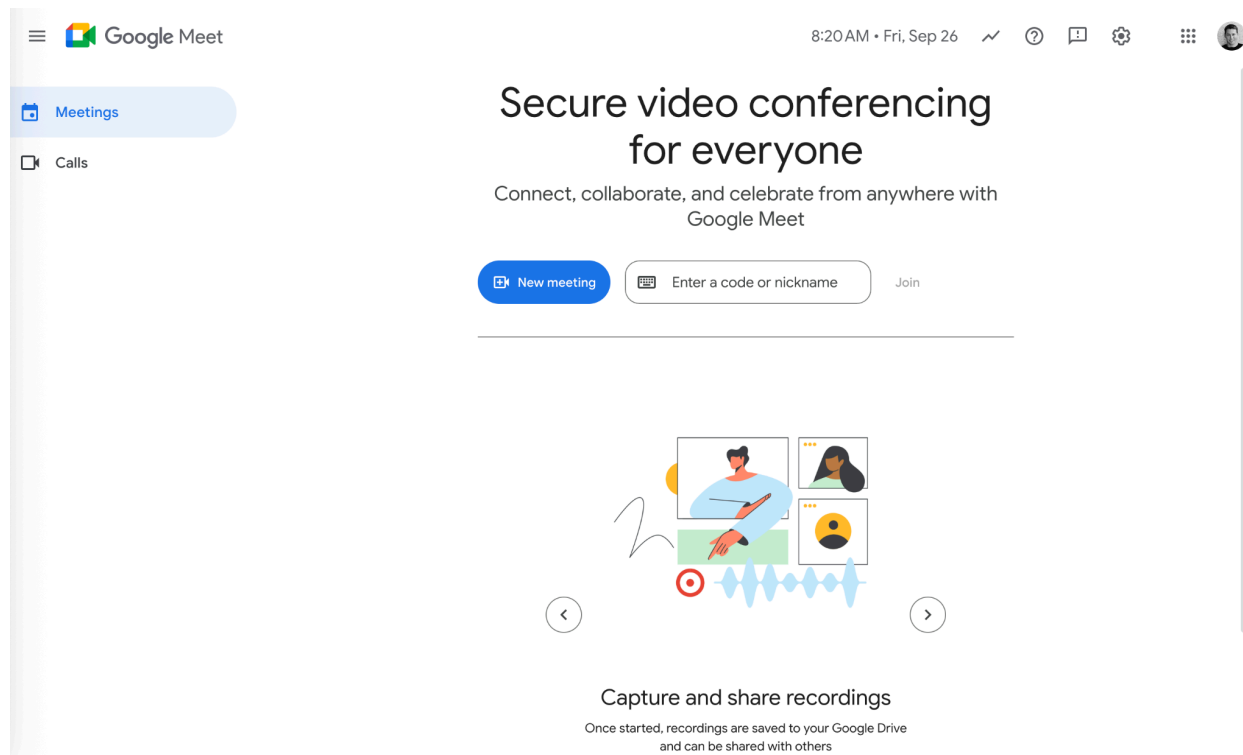 Google Meet
8:20 AM • Fri, Sep 26
Meetings
Calls
Secure video conferencing
for everyone
Connect, collaborate, and celebrate from anywhere with
Google Meet
New meeting
Enter a code or nickname
Join
Capture and share recordings
Once started, recordings are saved to your Google Drive
and can be shared with others